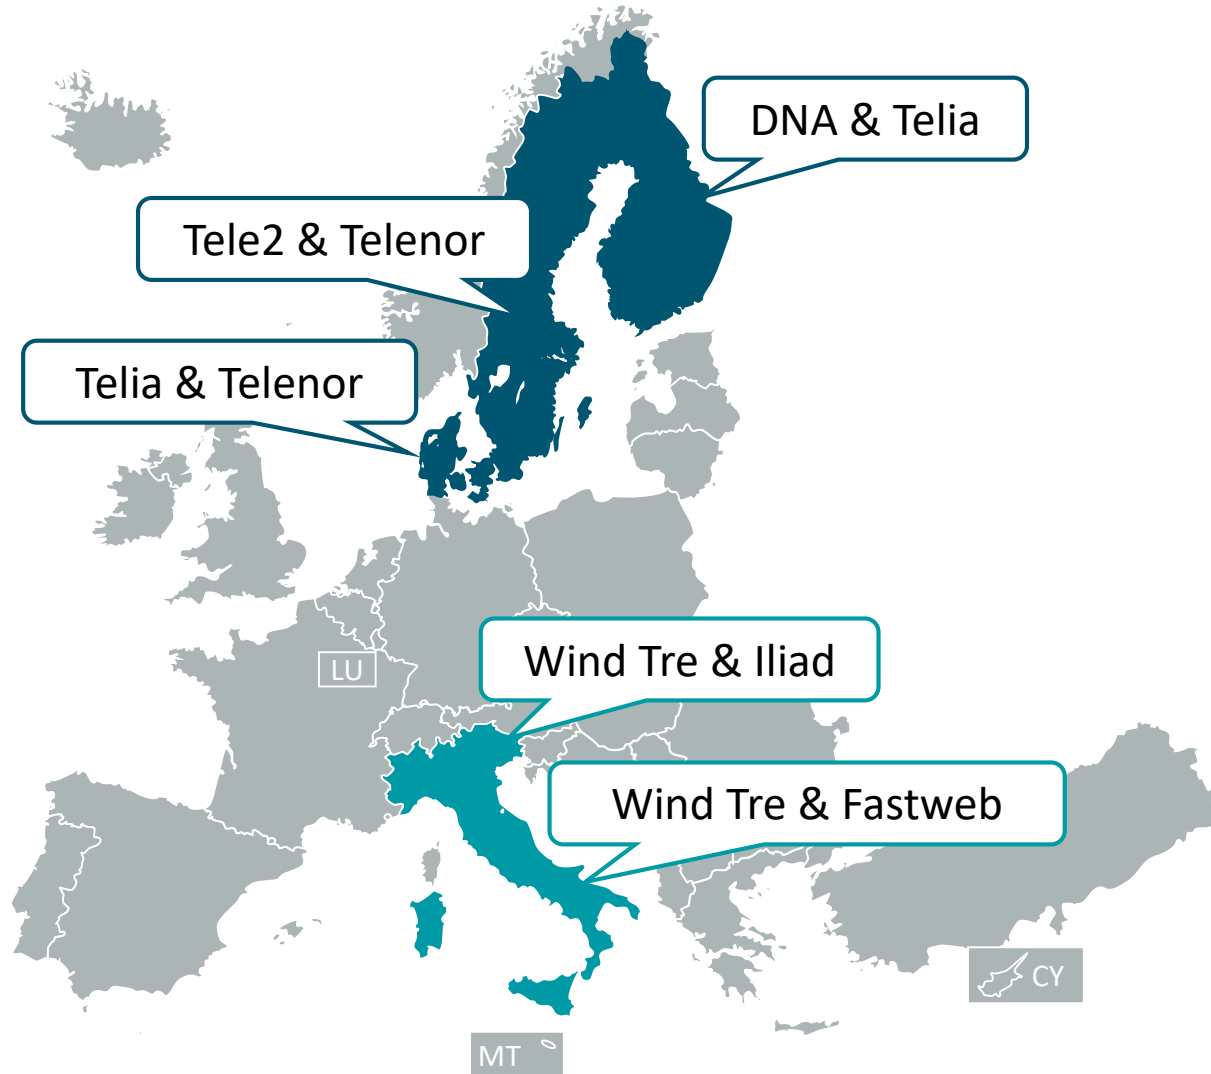 DNA & Telia
Tele2 & Telenor
Telia & Telenor
Wind Tre & Iliad
LU
Wind Tre & Fastweb
CY
MT